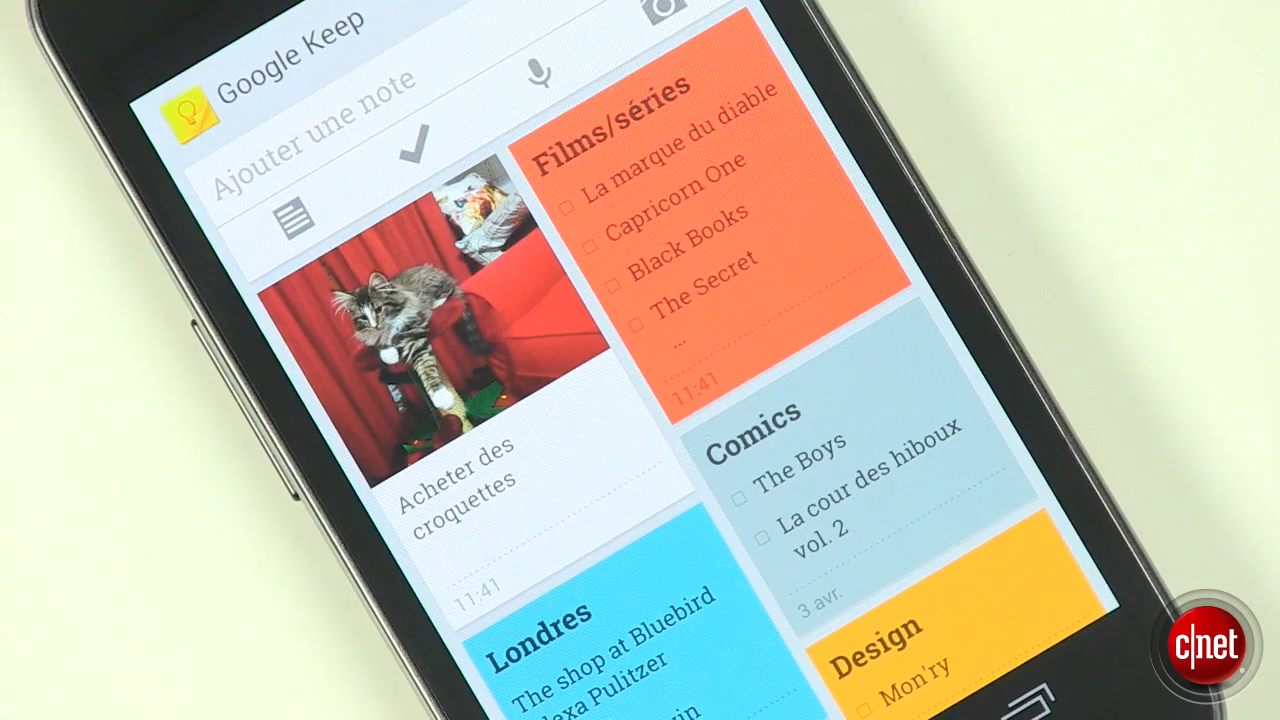 Google Keep
Ajouter une note
Films/séries
La marque du diable
Capricorn One
Black Books
The Secret
...
11:41
Acheter des
croquettes
11:41
Comics
The Boys
La cour des hiboux
vol. 2
3 avr.
Londres
The shop at Bluebird
Pulitzer
Design
Mon'ry
c|net